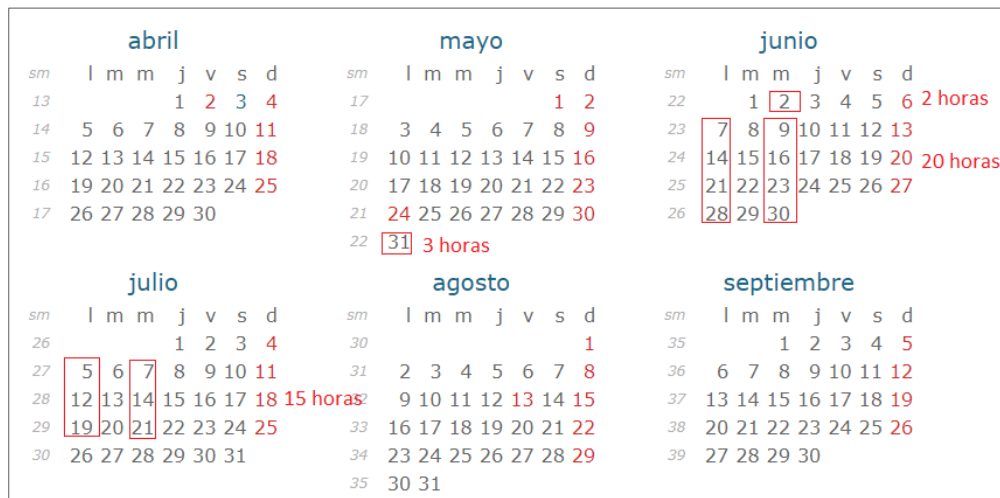 abril
sm l m m j v s d
13 1 2 3 4
14 5 6 7 8 9 10 11
15 12 13 14 15 16 17 18
16 19 20 21 22 23 24 25
17 26 27 28 29 30
mayo
sm l m m j v s d
17 1 2
18 3 4 5 6 7 8 9
19 10 11 12 13 14 15 16
20 17 18 19 20 21 22 23
21 24 25 26 27 28 29 30
22 31 3 horas
junio
sm l m m j v s d
22 1 2 3 4 5 6 2 horas
23 7 8 9 10 11 12 13
24 14 15 16 17 18 19 20 20 horas
25 21 22 23 24 25 26 27
26 28 29 30
julio
sm l m m j v s d
26 1 2 3 4
27 5 6 7 8 9 10 11
28 12 13 14 15 16 17 18 15 horas
29 19 20 21 22 23 24 25
30 26 27 28 29 30 31
agosto
sm l m m j v s d
30 1
31 2 3 4 5 6 7 8
9 10 11 12 13 14 15
33 16 17 18 19 20 21 22
34 23 24 25 26 27 28 29
35 30 31
septiembre
sm l m m j v s d
35 1 2 3 4 5
36 6 7 8 9 10 11 12
37 13 14 15 16 17 18 19
38 20 21 22 23 24 25 26
39 27 28 29 30